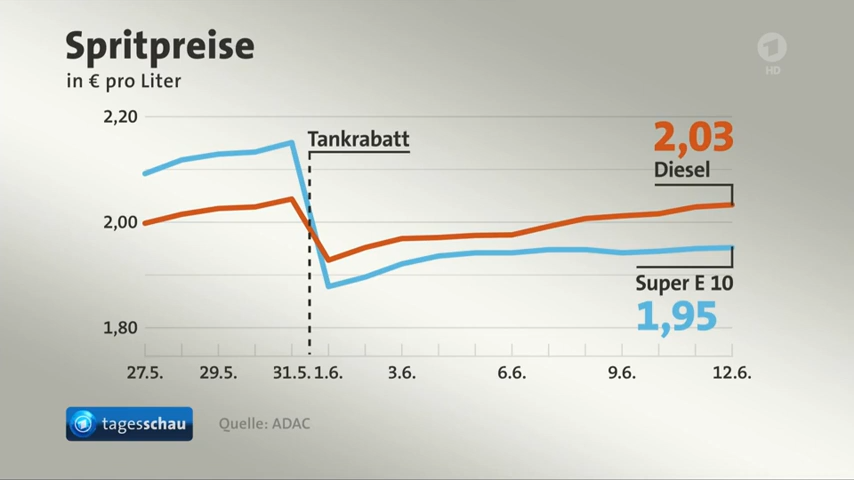 Spritpreise
in € pro Liter
1
HD
2,20
Tankrabatt
2,03
Diesel
2,00
Super E 10
1,95
1,80
27.5. 29.5. 31.5. 1.6. 3.6. 6.6. 9.6. 12.6.
tagesschau
Quelle: ADAC